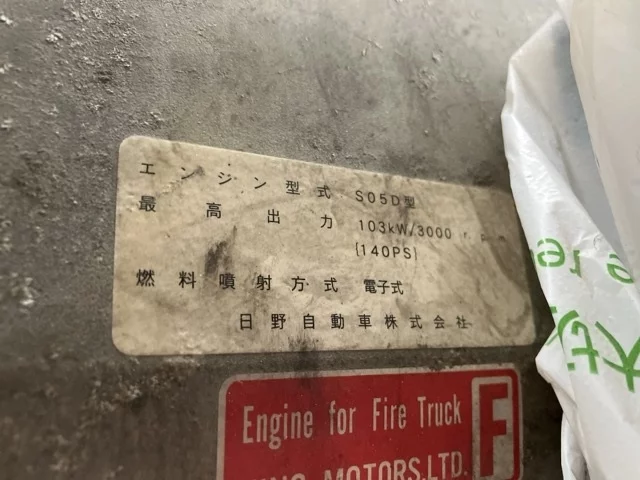 エンジン型式 S05D型
最高出力 103kW/3000 r.p.m
(140PS)
燃料噴射方式 電子式
日野自動車株式会社
Engine for Fire Truck F
MOTORS,LTD.